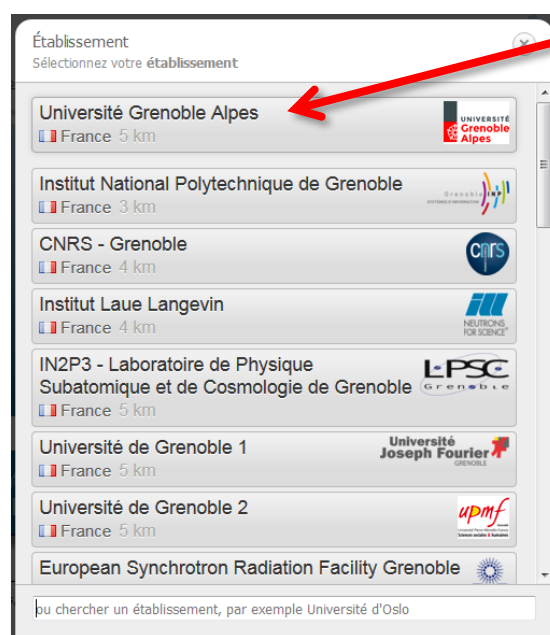 Établissement
Sélectionnez votre établissement
Université Grenoble Alpes
France 5 km
UNIVERSITÉ
Grenoble
Alpes
Institut National Polytechnique de Grenoble
France 3 km
Grenoble INP
CNRS - Grenoble
France 4 km
cnrs
Institut Laue Langevin
France 4 km
ill
NEUTRONS
FOR SCIENCE
IN2P3 - Laboratoire de Physique
Subatomique et de Cosmologie de Grenoble
France 5 km
LPSC
Grenoble
Université de Grenoble 1
France 5 km
Université
Joseph Fourier
GRENOBLE
Université de Grenoble 2
France 5 km
upmf
European Synchrotron Radiation Facility Grenoble
ou chercher un établissement, par exemple Université d'Oslo